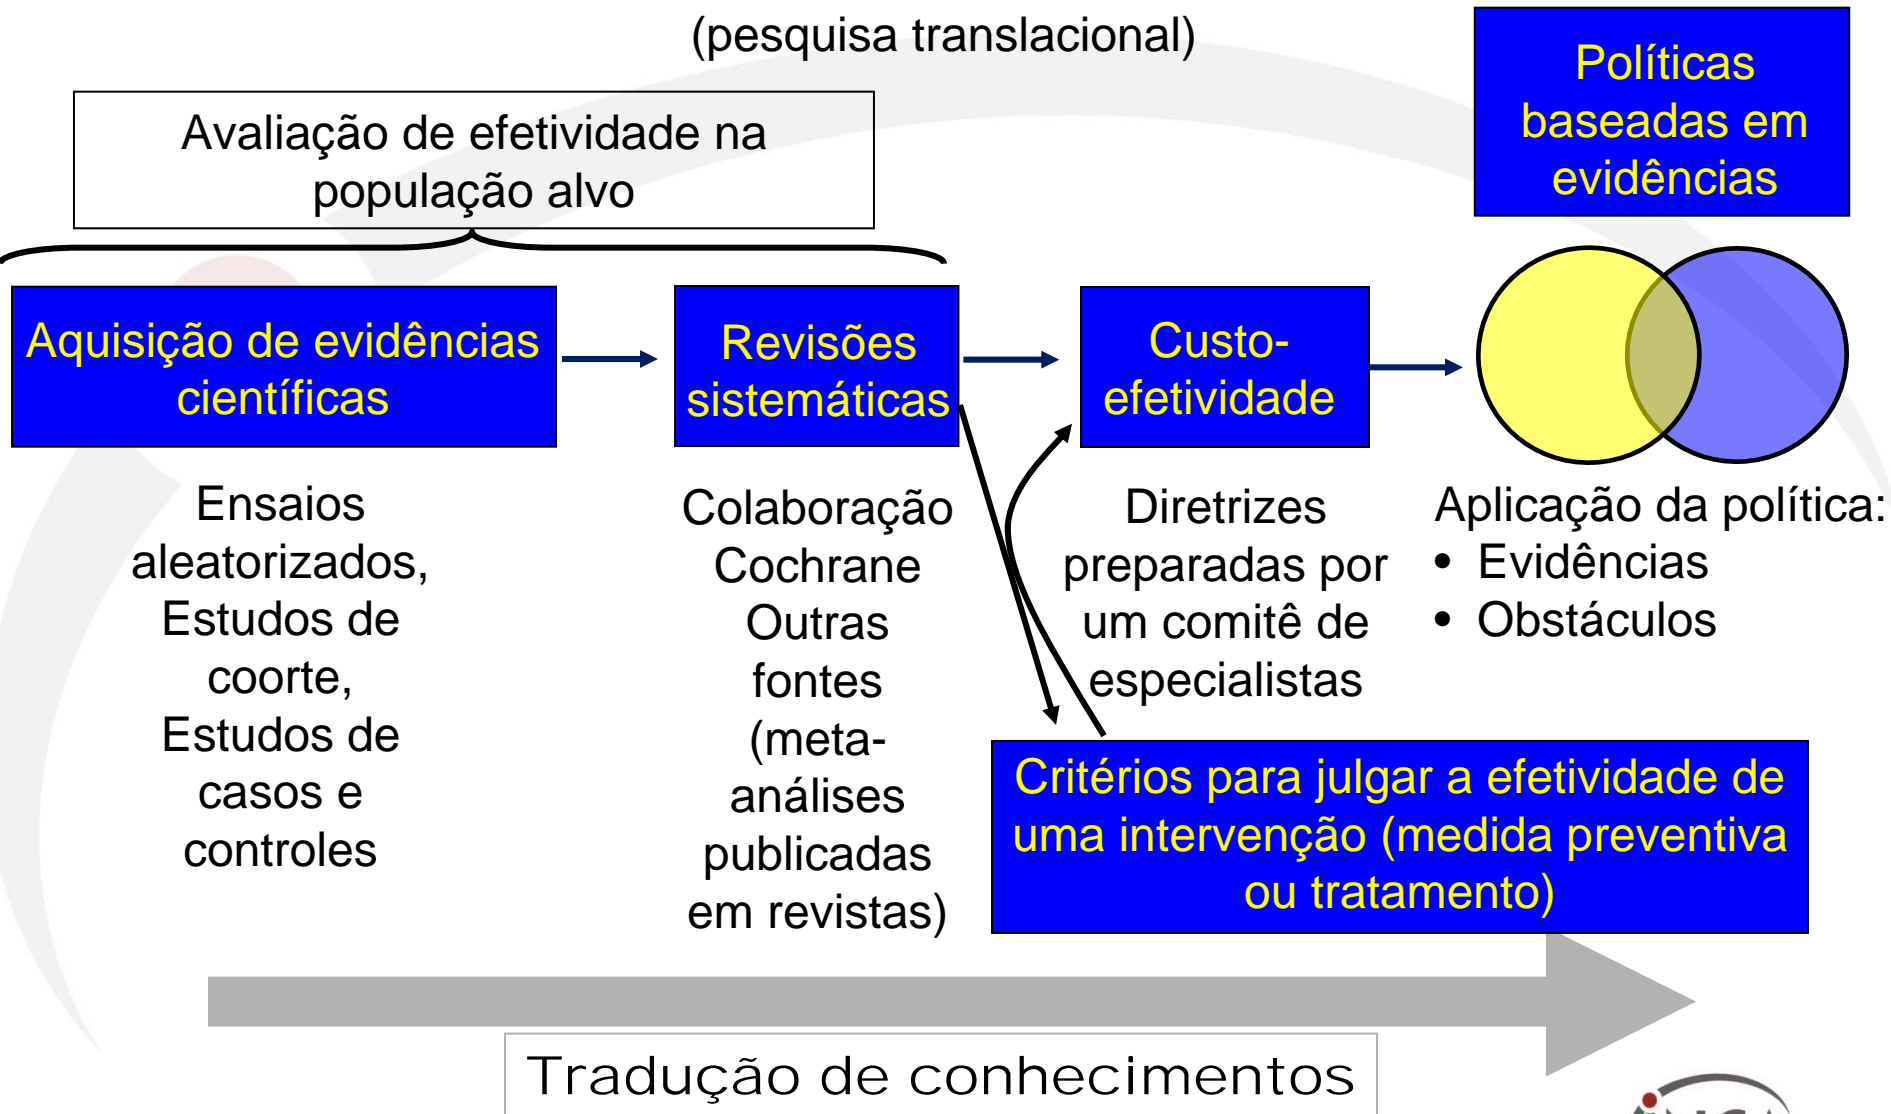 (pesquisa translacional)
Políticas
baseadas em
evidências
Avaliação de efetividade na
população alvo
Aquisição de evidências
científicas
Revisões
sistemáticas
Custo-
efetividade
Ensaios
aleatorizados,
Estudos de
coorte,
Estudos de
casos e
controles
Colaboração
Cochrane
Outras
fontes
(meta-
análises
publicadas
em revistas)
Diretrizes
preparadas por
um comitê de
especialistas
Aplicação da política:
• Evidências
• Obstáculos
Critérios para julgar a efetividade de
uma intervenção (medida preventiva
ou tratamento)
Tradução de conhecimentos